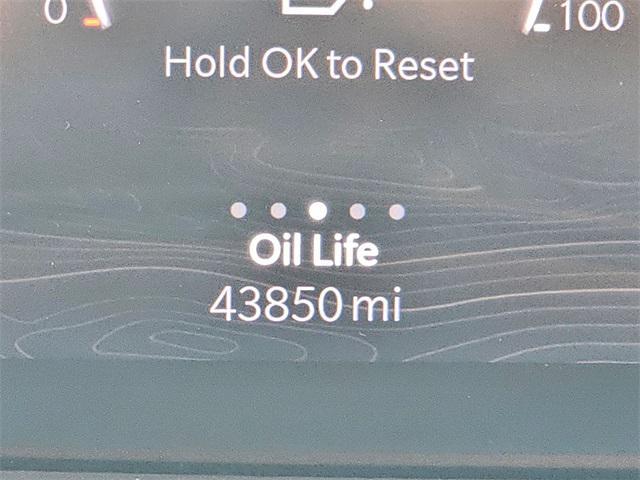 0 100
Hold OK to Reset
Oil Life
43850 mi